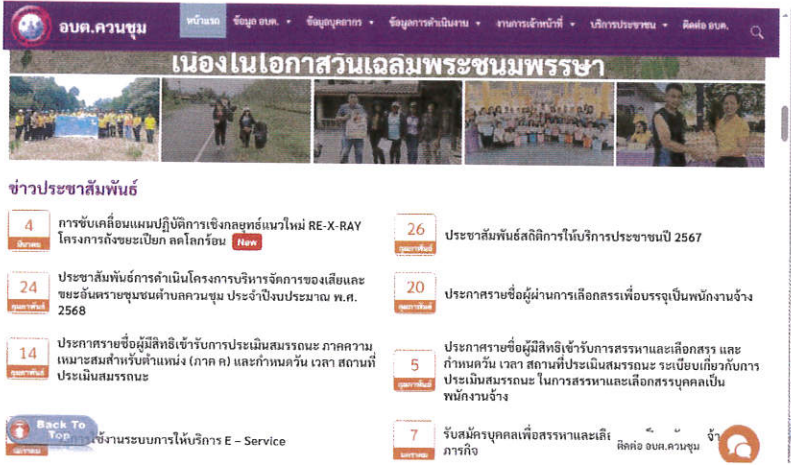 อบต.ควนชุม
หน้าแรก ข้อมูล อบต. ข้อมูลบุคลากร ข้อมูลการดำเนินงาน งานการเจ้าหน้าที่ บริการประชาชน ติดต่อ อบต.
เนื่องในโอกาสวันเฉลิมพระชนมพรรษา
ข่าวประชาสัมพันธ์
4
มีนาคม
การขับเคลื่อนแผนปฏิบัติการเชิงกลยุทธ์แนวใหม่ RE-X-RAY
โครงการถังขยะเปียก ลดโลกร้อน New
26
กุมภาพันธ์
ประชาสัมพันธ์สถิติการให้บริการประชาชนปี 2567
24
กุมภาพันธ์
ประชาสัมพันธ์การดำเนินโครงการบริหารจัดการของเสียและ
ขยะอันตรายชุมชนตำบลควนชุม ประจำปีงบประมาณ พ.ศ.
2568
20
กุมภาพันธ์
ประกาศรายชื่อผู้ผ่านการเลือกสรรเพื่อบรรจุเป็นพนักงานจ้าง
14
กุมภาพันธ์
ประกาศรายชื่อผู้มีสิทธิเข้ารับการประเมินสมรรถนะ ภาคความ
เหมาะสมสำหรับตำแหน่ง (ภาค ค) และกำหนดวัน เวลา สถานที่
ประเมินสมรรถนะ
5
กุมภาพันธ์
ประกาศรายชื่อผู้มีสิทธิเข้ารับการสรรหาและเลือกสรร และ
กำหนดวัน เวลา สถานที่ประเมินสมรรถนะ ระเบียบเกี่ยวกับการ
ประเมินสมรรถนะ ในการสรรหาและเลือกสรรบุคคลเป็น
พนักงานจ้าง
Back To
Top
ใช้งานระบบการให้บริการ E – Service
7
มกราคม
รับสมัครบุคคลเพื่อสรรหาและเลื
ภารกิจ
ติดต่อ อบต.ควนชุม